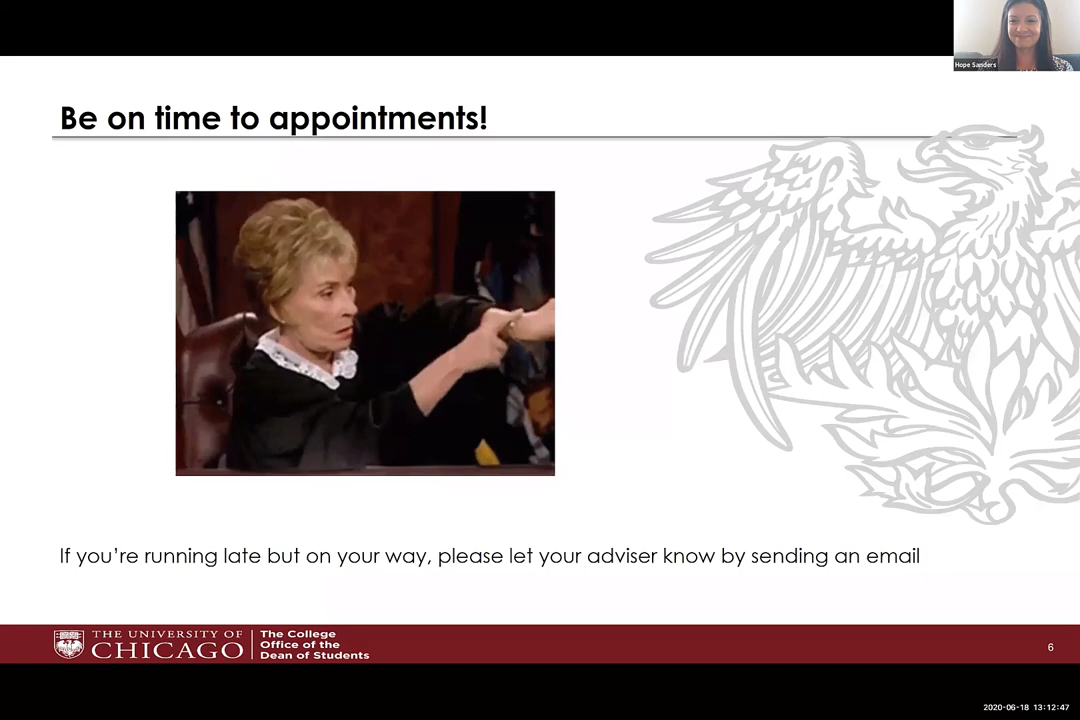 Hope Sanders
Be on time to appointments!
If you’re running late but on your way, please let your adviser know by sending an email
THE UNIVERSITY OF
CHICAGO
The College
Office of the
Dean of Students
6
2020-06-18 13:12:47